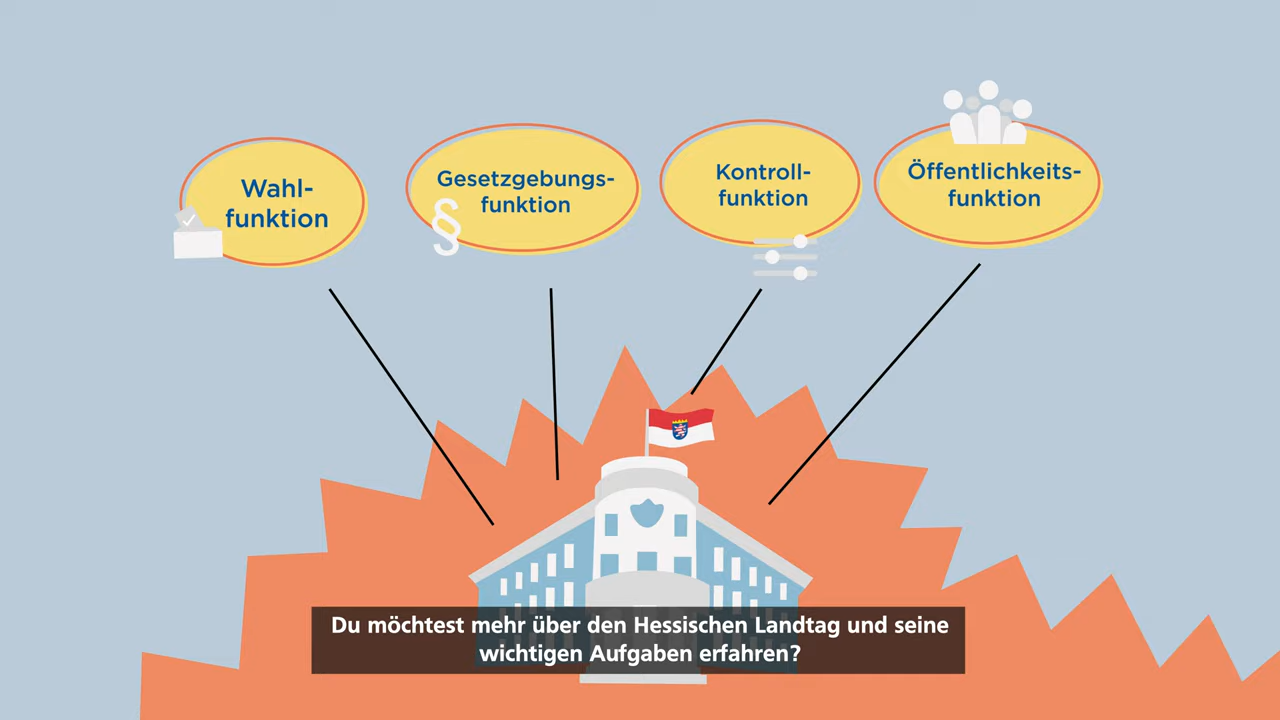 Wahl-
funktion
Gesetzgebungs-
funktion
§
Kontroll-
funktion
Öffentlichkeits-
funktion
Du möchtest mehr über den Hessischen Landtag und seine
wichtigen Aufgaben erfahren?